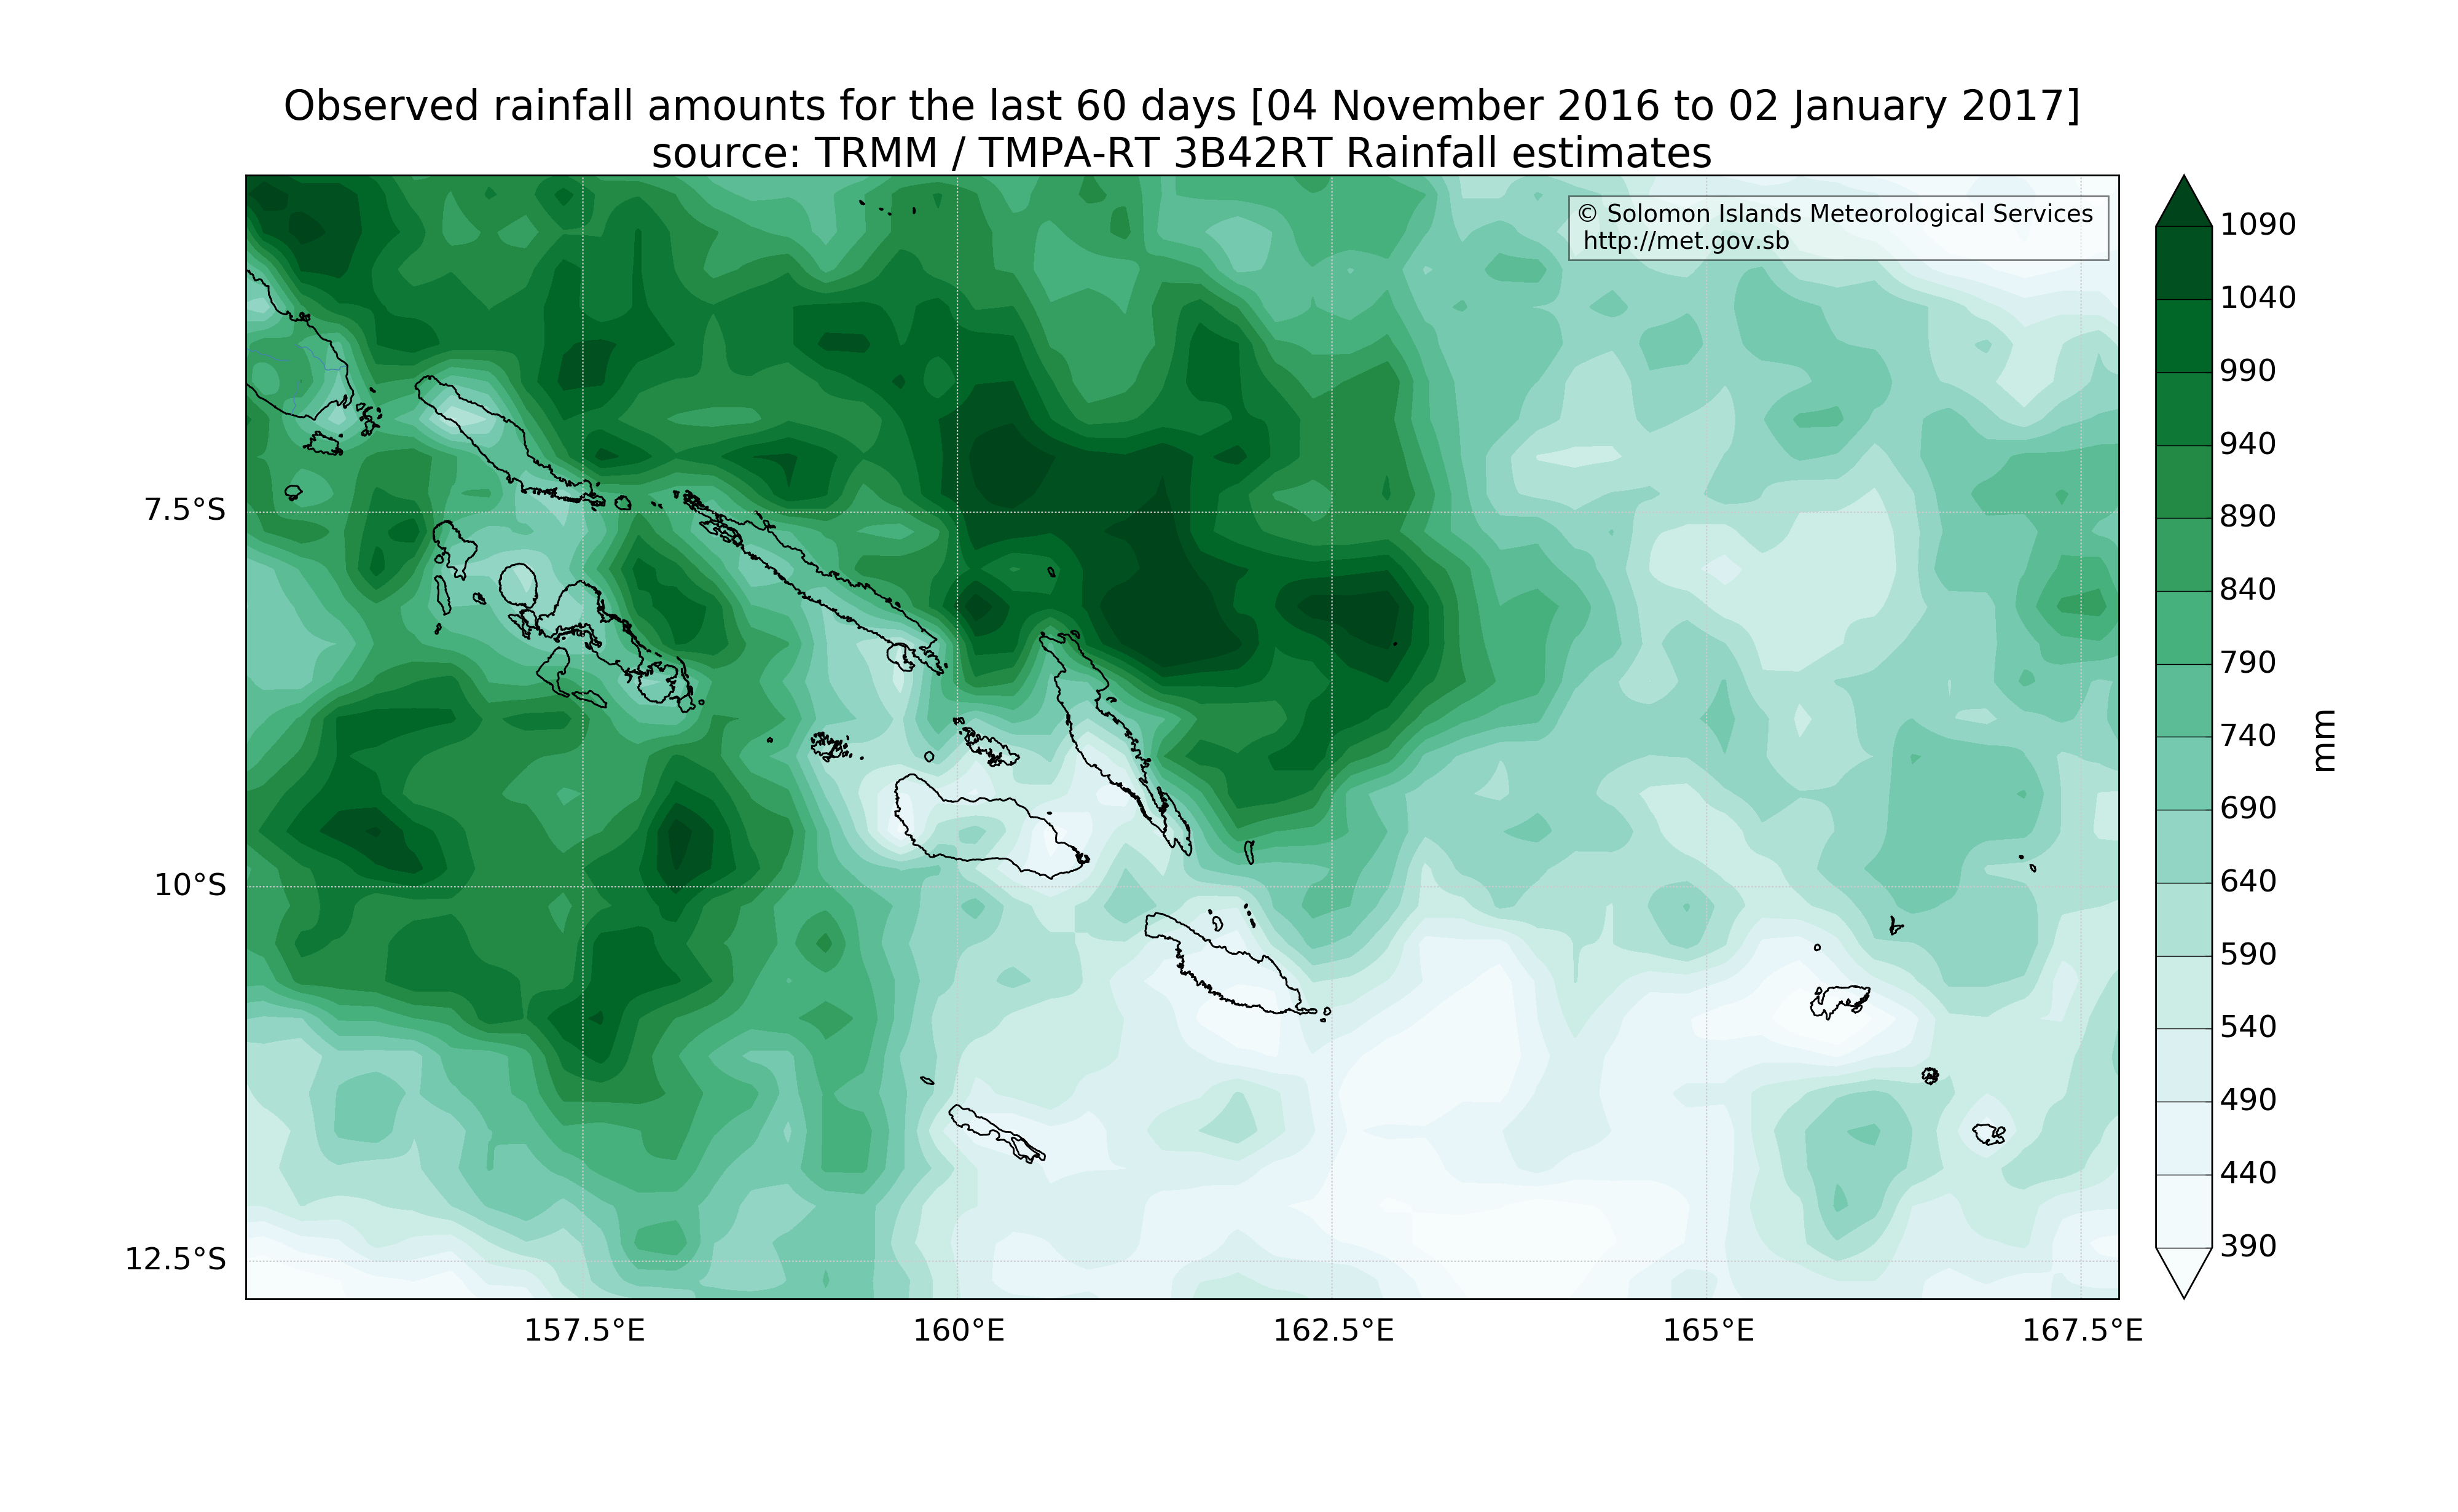 Observed rainfall amounts for the last 60 days [04 November 2016 to 02 January 2017]
source: TRMM / TMPA-RT 3B42RT Rainfall estimates
© Solomon Islands Meteorological Services
http://met.gov.sb
7.5°S
10°S
12.5°S
157.5°E
160°E
162.5°E
165°E
167.5°E
1090
1040
990
940
890
840
790
740
690
640
590
540
490
440
390
mm